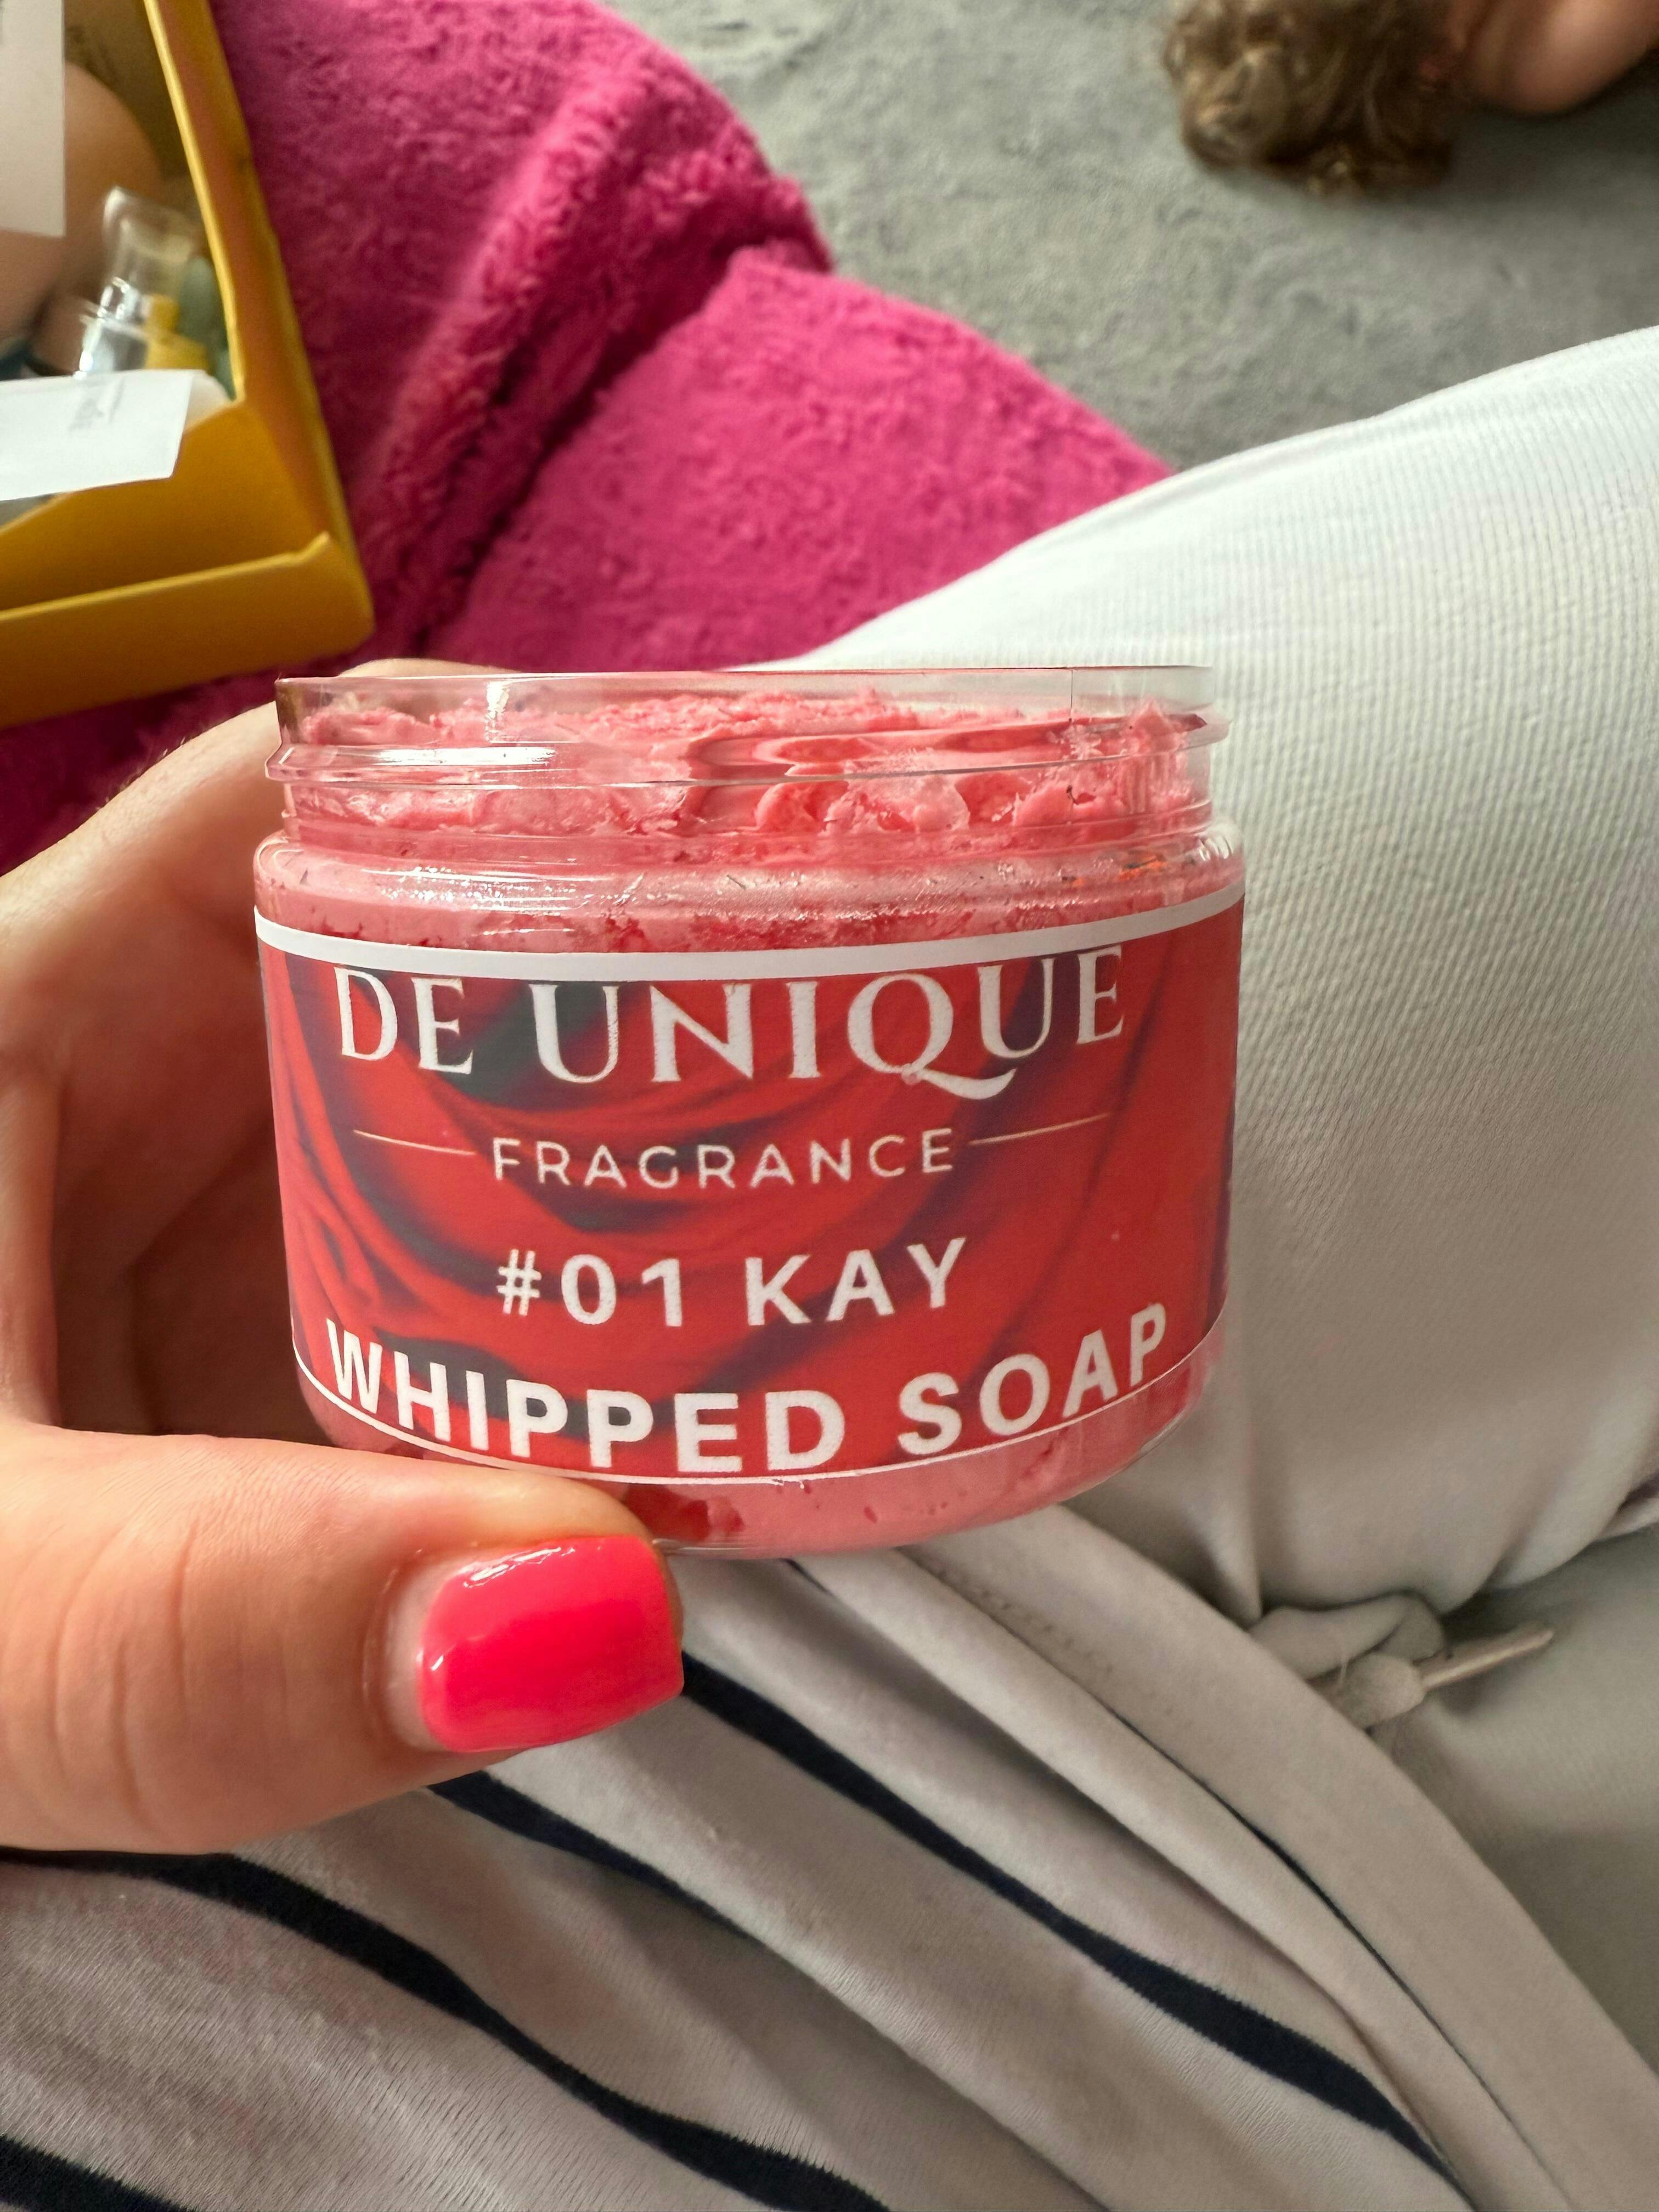 DE UNIQUE
FRAGRANCE
#01 KAY
WHIPPED SOAP